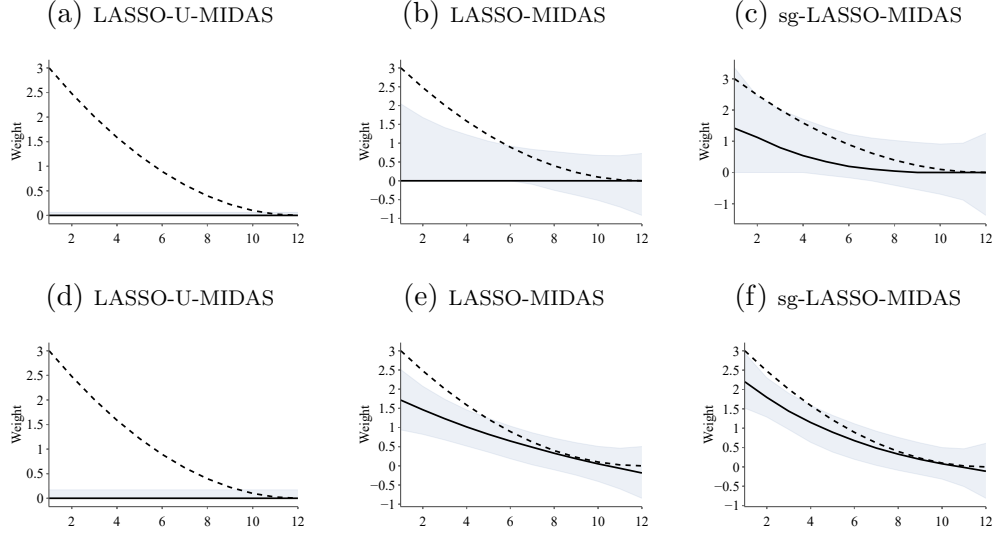 (a) LASSO-U-MIDAS
(b) LASSO-MIDAS
(c) sg-LASSO-MIDAS
Weight
3
2.5
2
1.5
1
0.5
0
2 4 6 8 10 12
Weight
3
2.5
2
1.5
1
0.5
0
−0.5
−1
2 4 6 8 10 12
Weight
3
2
1
0
−1
2 4 6 8 10 12
(d) LASSO-U-MIDAS
(e) LASSO-MIDAS
(f) sg-LASSO-MIDAS
Weight
3
2.5
2
1.5
1
0.5
0
2 4 6 8 10 12
Weight
3
2.5
2
1.5
1
0.5
0
−0.5
−1
2 4 6 8 10 12
Weight
3
2.5
2
1.5
1
0.5
0
−0.5
−1
2 4 6 8 10 12